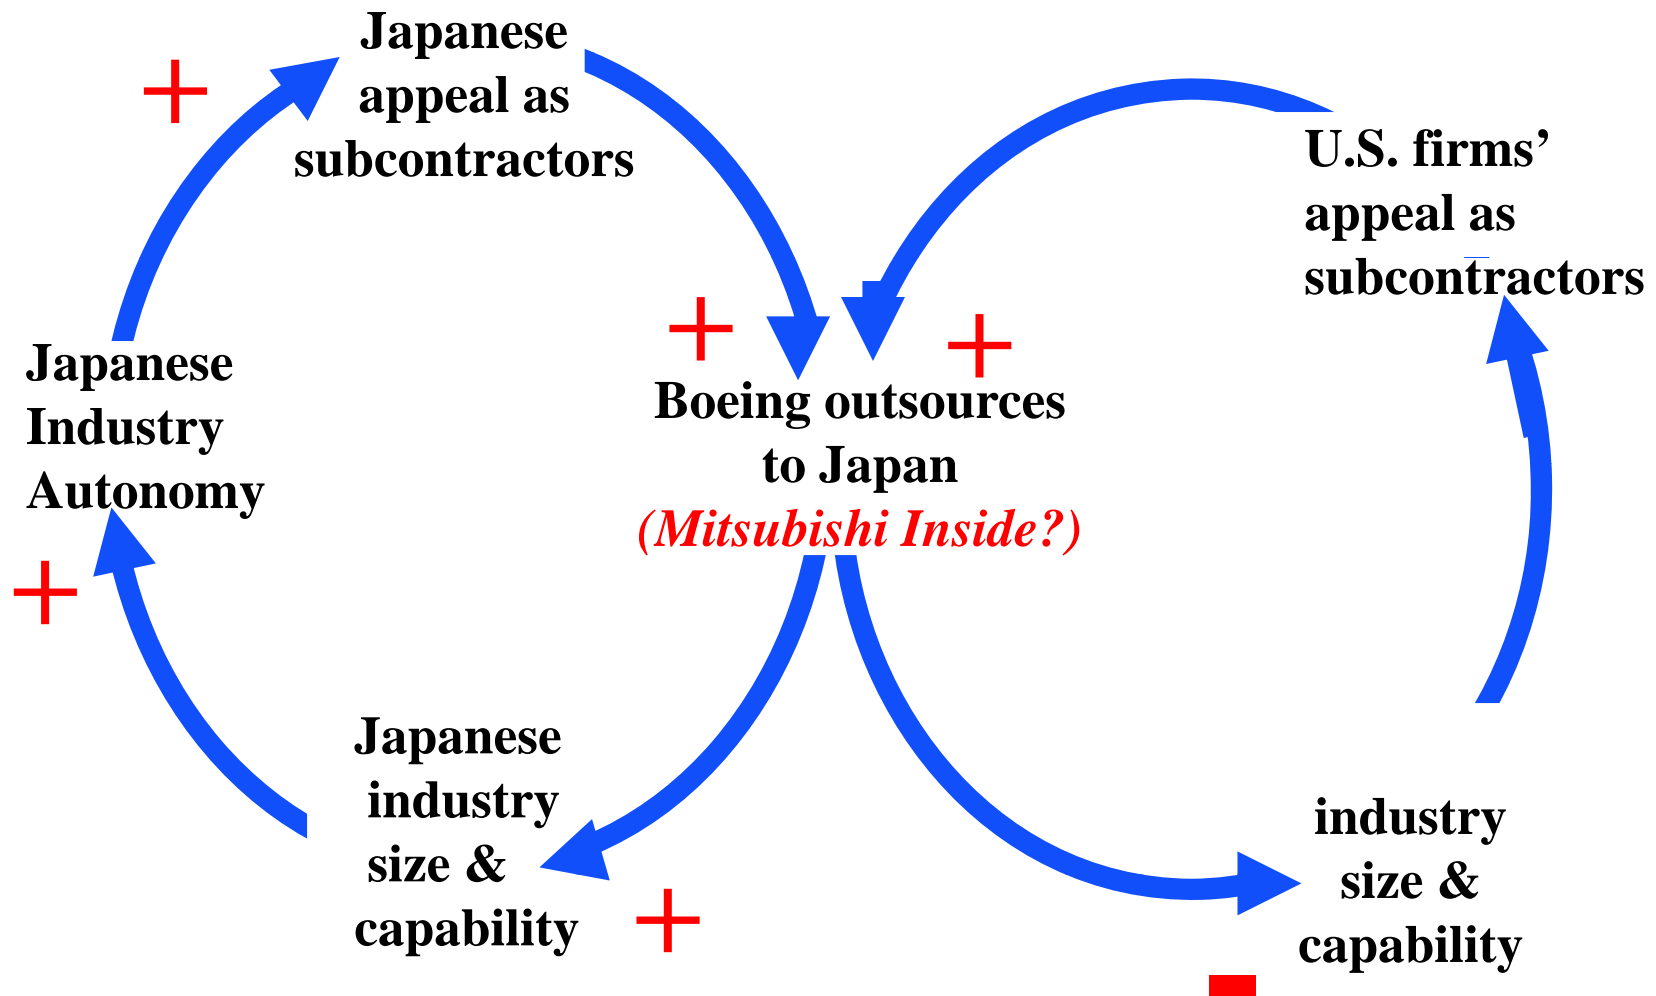 Japanese
appeal as
subcontractors
U.S. firms’
appeal as
subcontractors
Japanese
Industry
Autonomy
Boeing outsources
to Japan
(Mitsubishi Inside?)
Japanese
industry
size &
capability
industry
size &
capability
+
+
+
+
+
-